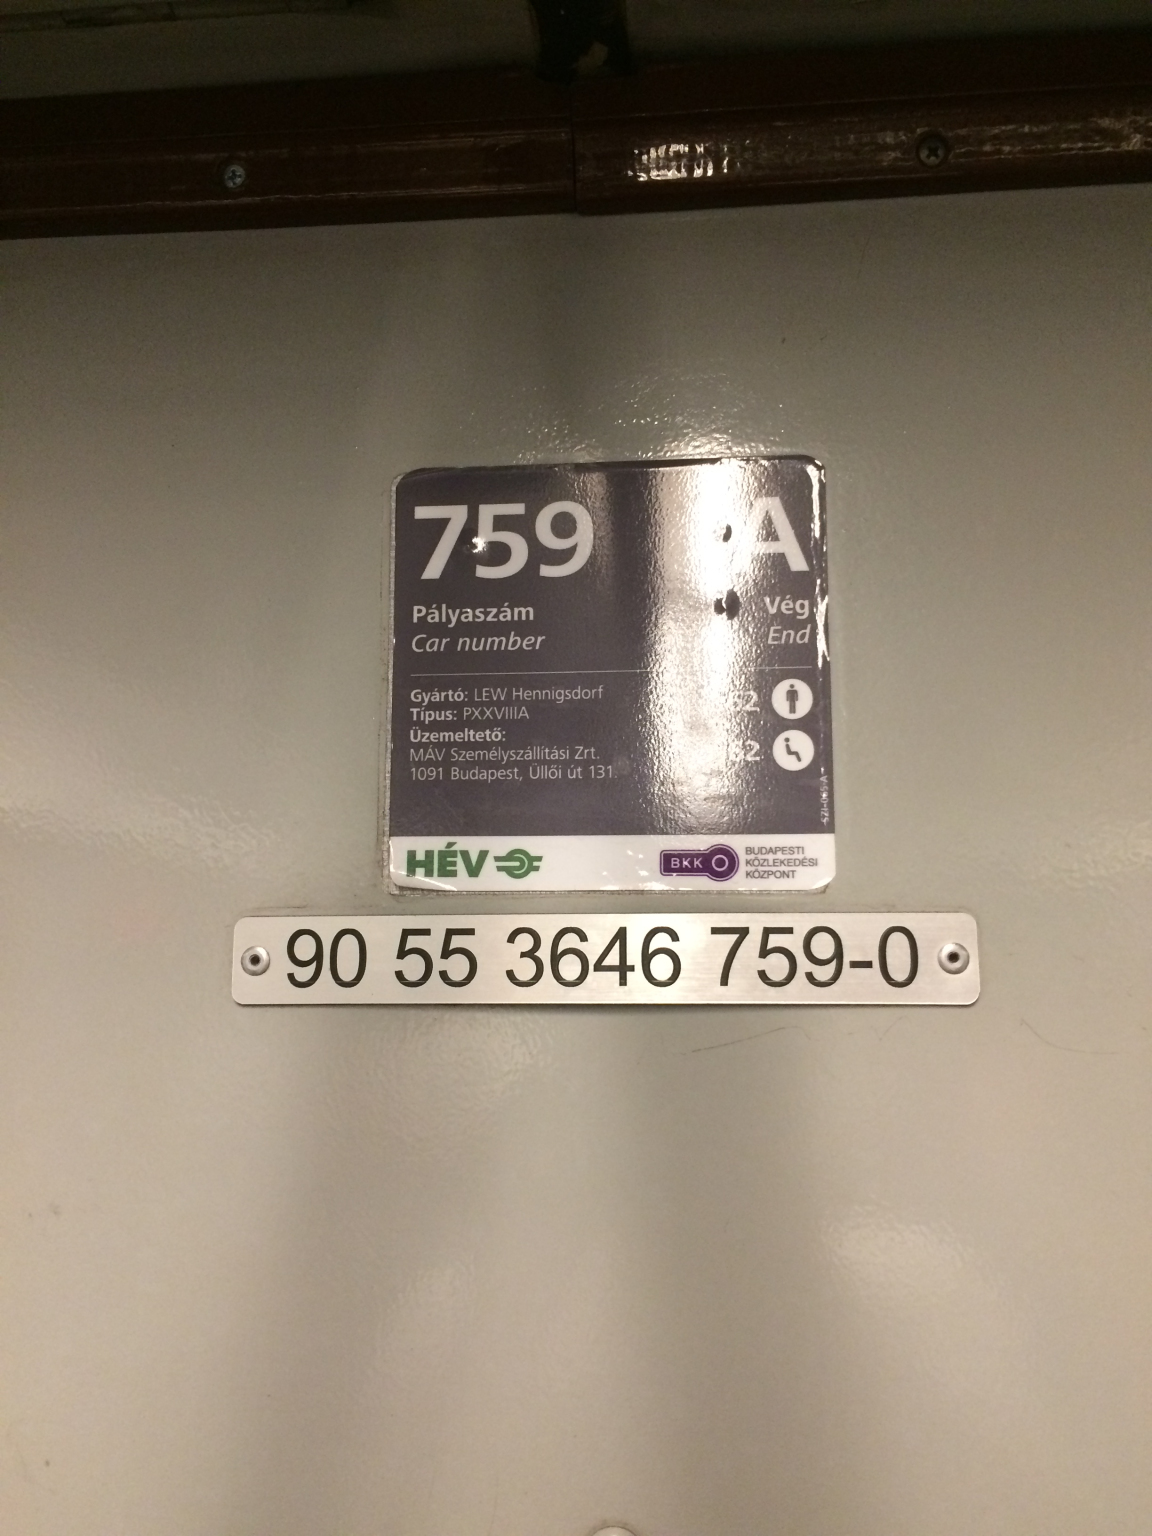 759 A
Pályaszám
Car number
Vég
End
Gyártó: LEW Hennigsdorf
Típus: PXXVIIIA
Üzemeltető:
MÁV Személyszállítási Zrt.
1091 Budapest, Üllői út 131.
HÉV
BKK
BUDAPESTI
KÖZLEKEDÉSI
KÖZPONT
90 55 3646 759-0